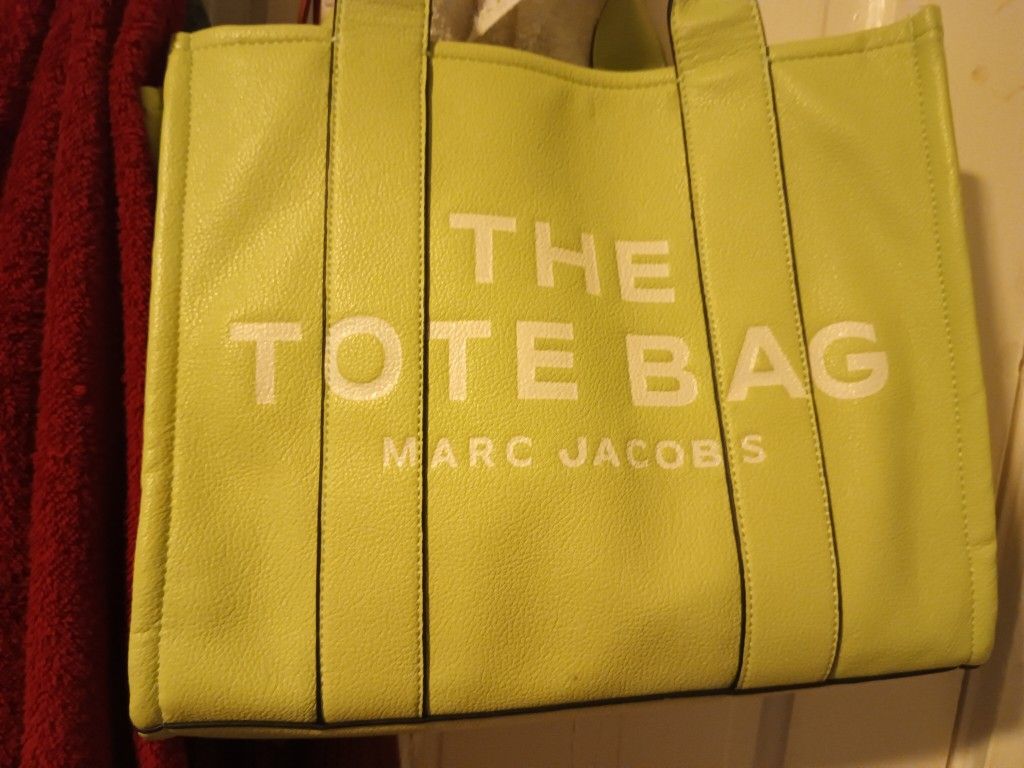 THE
TOTE BAG
MARC JACOBS